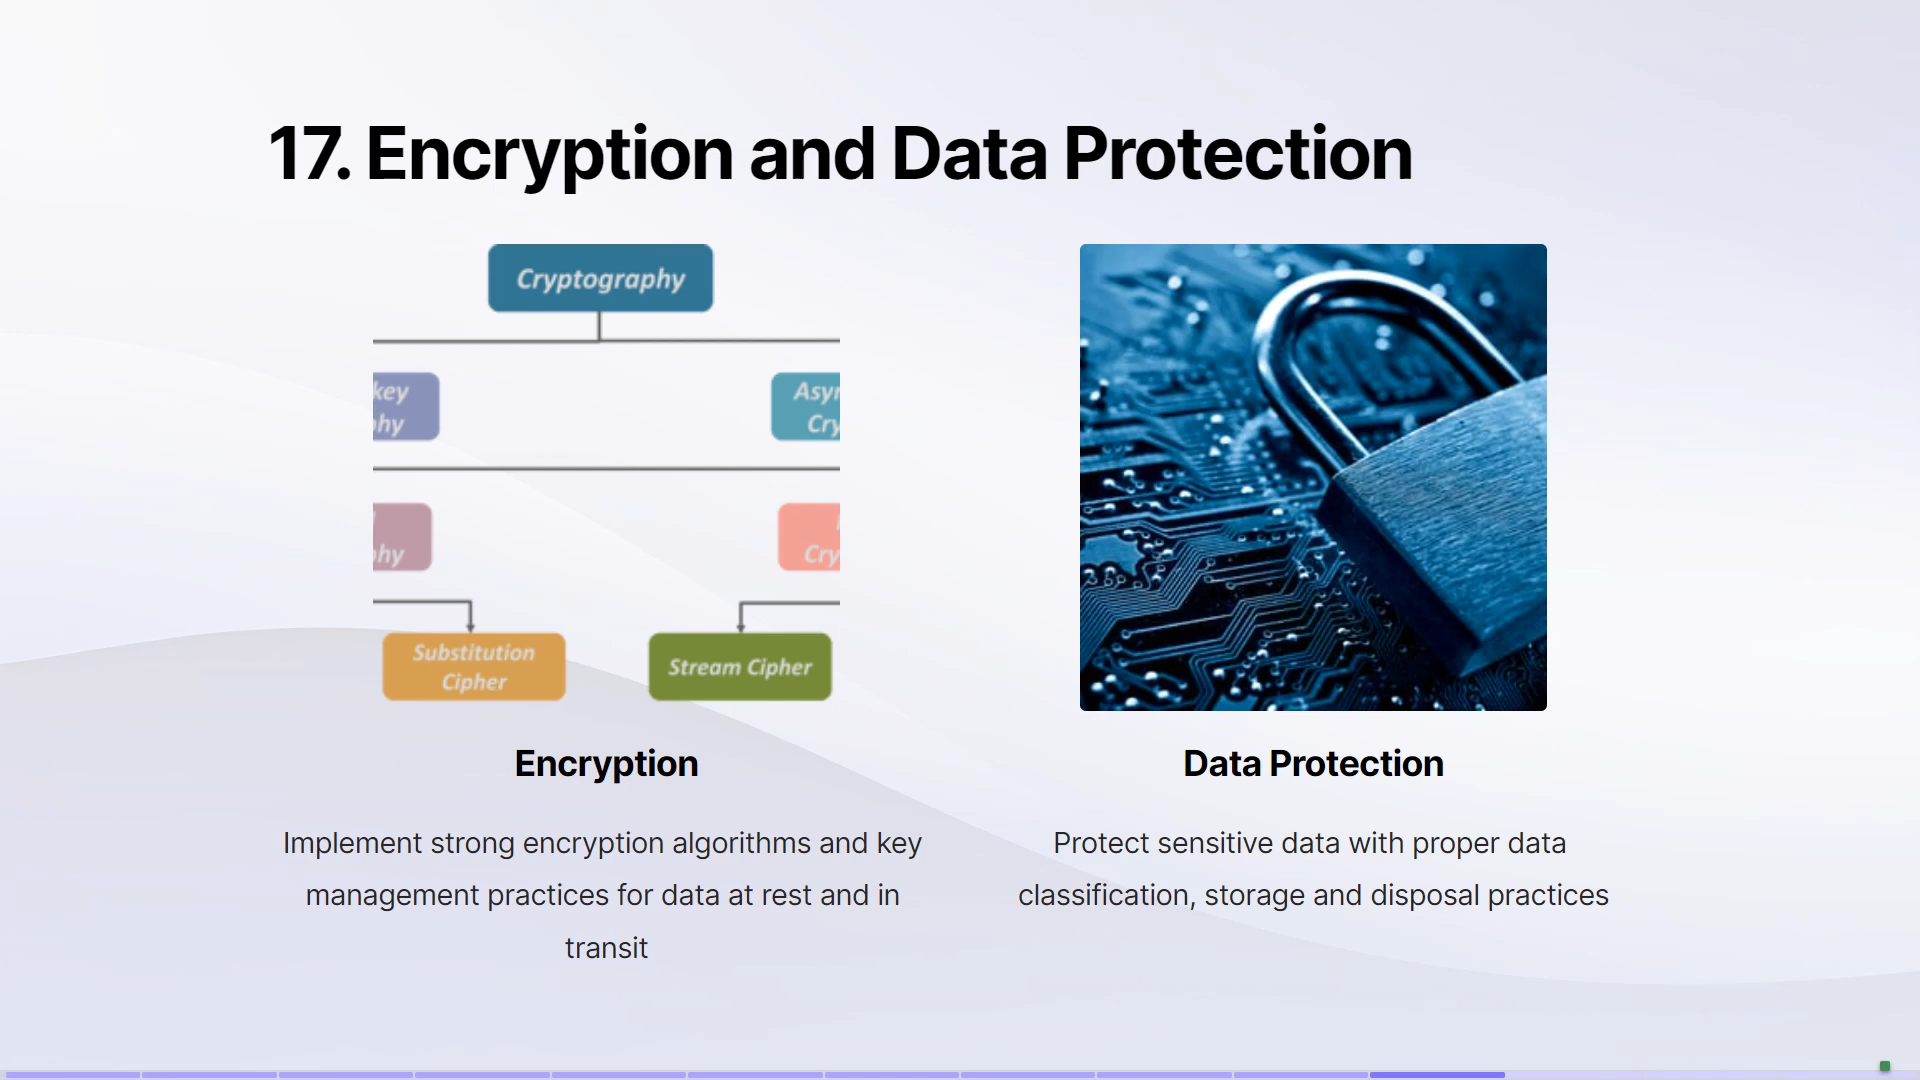 17. Encryption and Data Protection
Cryptography
key
Substitution
Cipher
Stream Cipher
Encryption
Implement strong encryption algorithms and key
management practices for data at rest and in
transit
Data Protection
Protect sensitive data with proper data
classification, storage and disposal practices